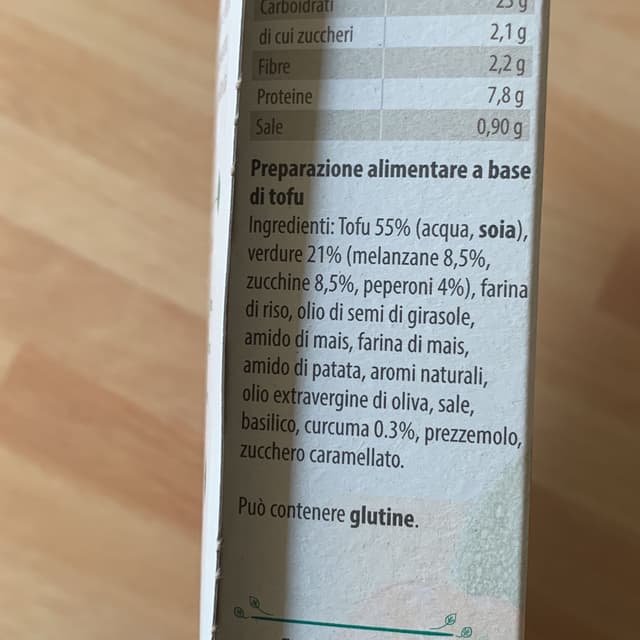 Carboidrati 23 g
di cui zuccheri 2,1 g
Fibre 2,2 g
Proteine 7,8 g
Sale 0,90 g
Preparazione alimentare a base
di tofu
Ingredienti: Tofu 55% (acqua, soia),
verdure 21% (melanzane 8,5%,
zucchine 8,5%, peperoni 4%), farina
di riso, olio di semi di girasole,
amido di mais, farina di mais,
amido di patata, aromi naturali,
olio extravergine di oliva, sale,
basilico, curcuma 0.3%, prezzemolo,
zucchero caramellato.
Può contenere glutine.